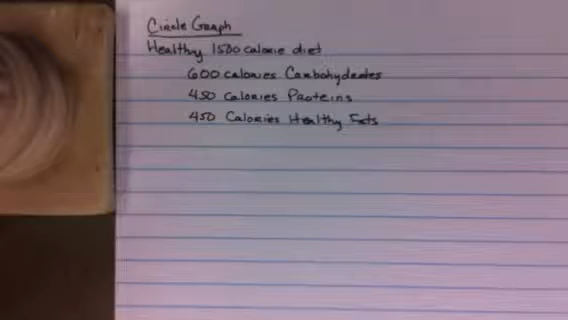 Circle Graph
Healthy 1500 calorie diet
600 calories Carbohydrates
450 Calories Proteins
450 Calories Healthy Fats